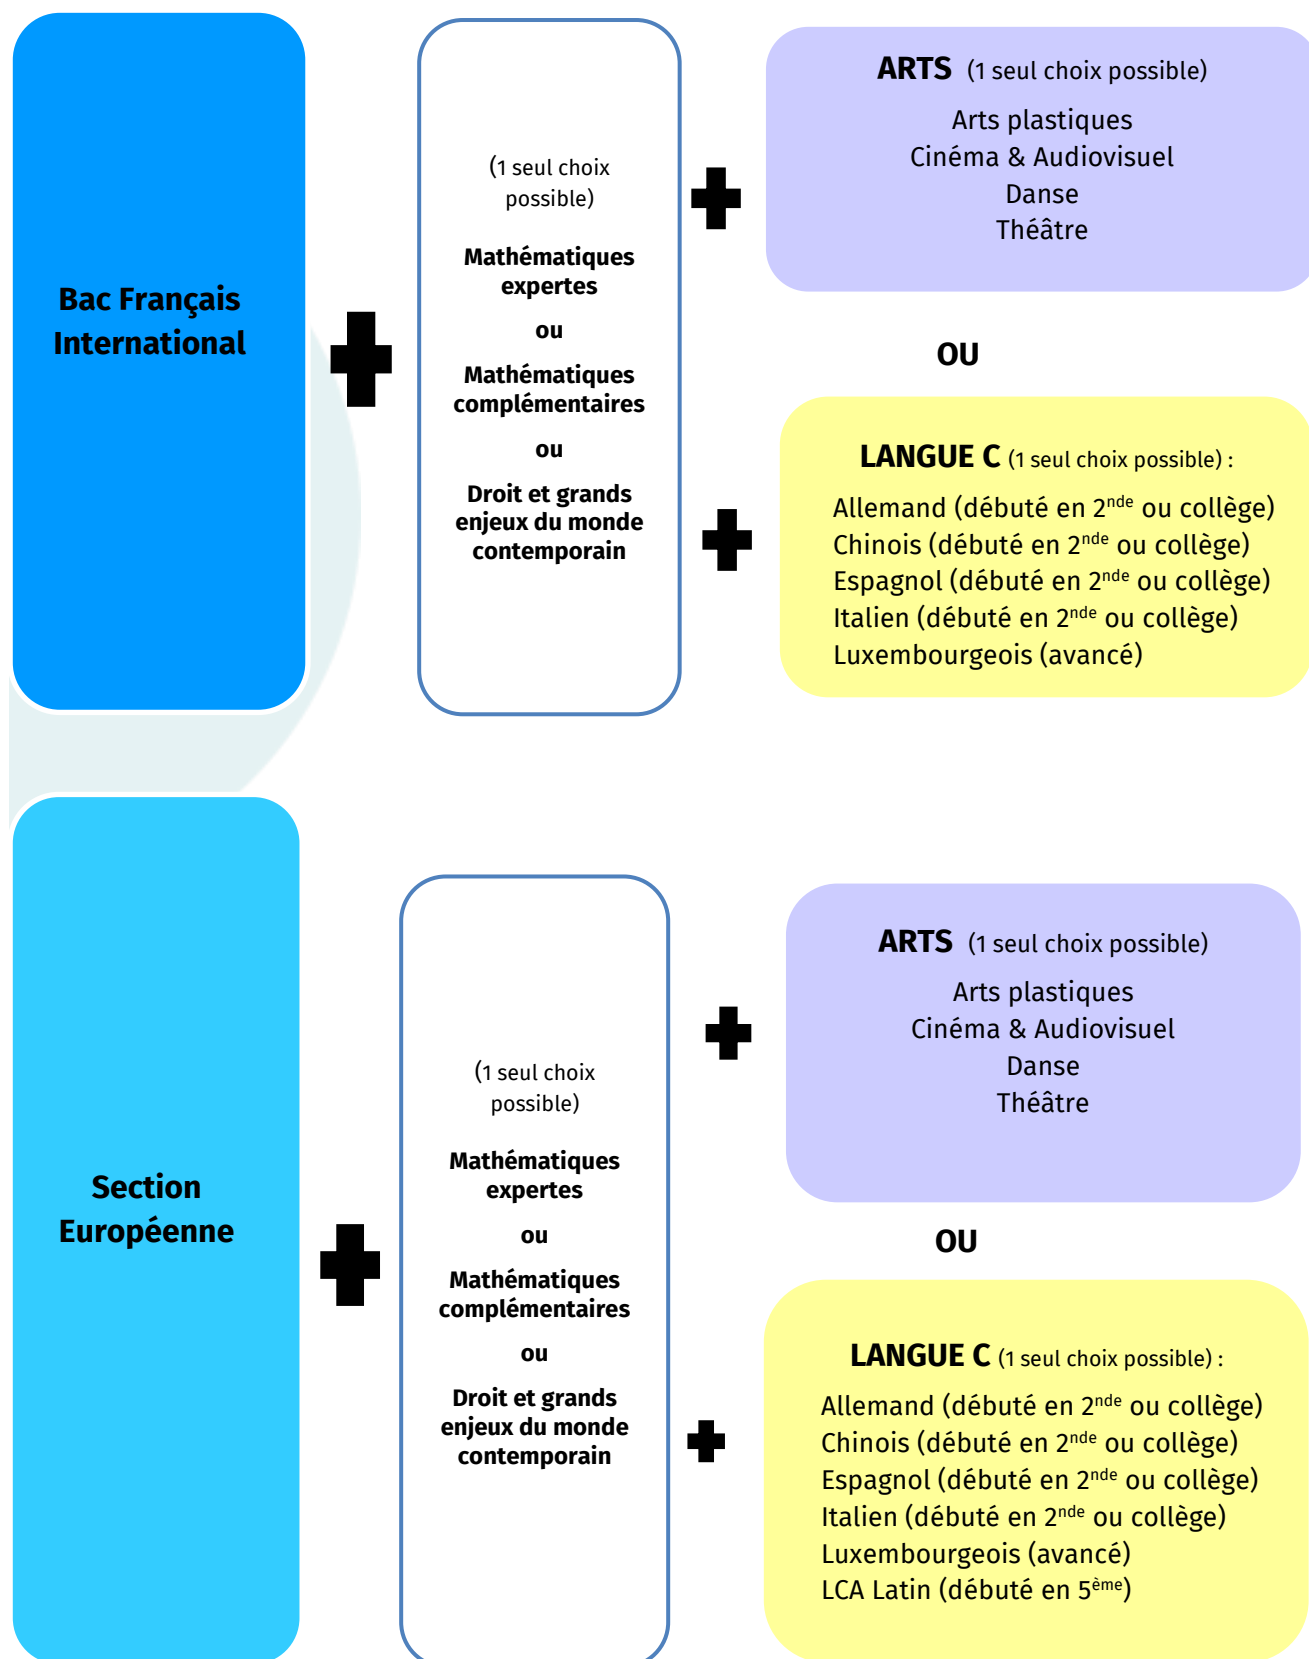 Bac Français
International
(1 seul choix
possible)
Mathématiques
expertes
ou
Mathématiques
complémentaires
ou
Droit et grands
enjeux du monde
contemporain
ARTS (1 seul choix possible)
Arts plastiques
Cinéma & Audiovisuel
Danse
Théâtre
OU
LANGUE C (1 seul choix possible) :
Allemand (débuté en 2nde ou collège)
Chinois (débuté en 2nde ou collège)
Espagnol (débuté en 2nde ou collège)
Italien (débuté en 2nde ou collège)
Luxembourgeois (avancé)
Section
Européenne
(1 seul choix
possible)
Mathématiques
expertes
ou
Mathématiques
complémentaires
ou
Droit et grands
enjeux du monde
contemporain
ARTS (1 seul choix possible)
Arts plastiques
Cinéma & Audiovisuel
Danse
Théâtre
OU
LANGUE C (1 seul choix possible) :
Allemand (débuté en 2nde ou collège)
Chinois (débuté en 2nde ou collège)
Espagnol (débuté en 2nde ou collège)
Italien (débuté en 2nde ou collège)
Luxembourgeois (avancé)
LCA Latin (débuté en 5ème)